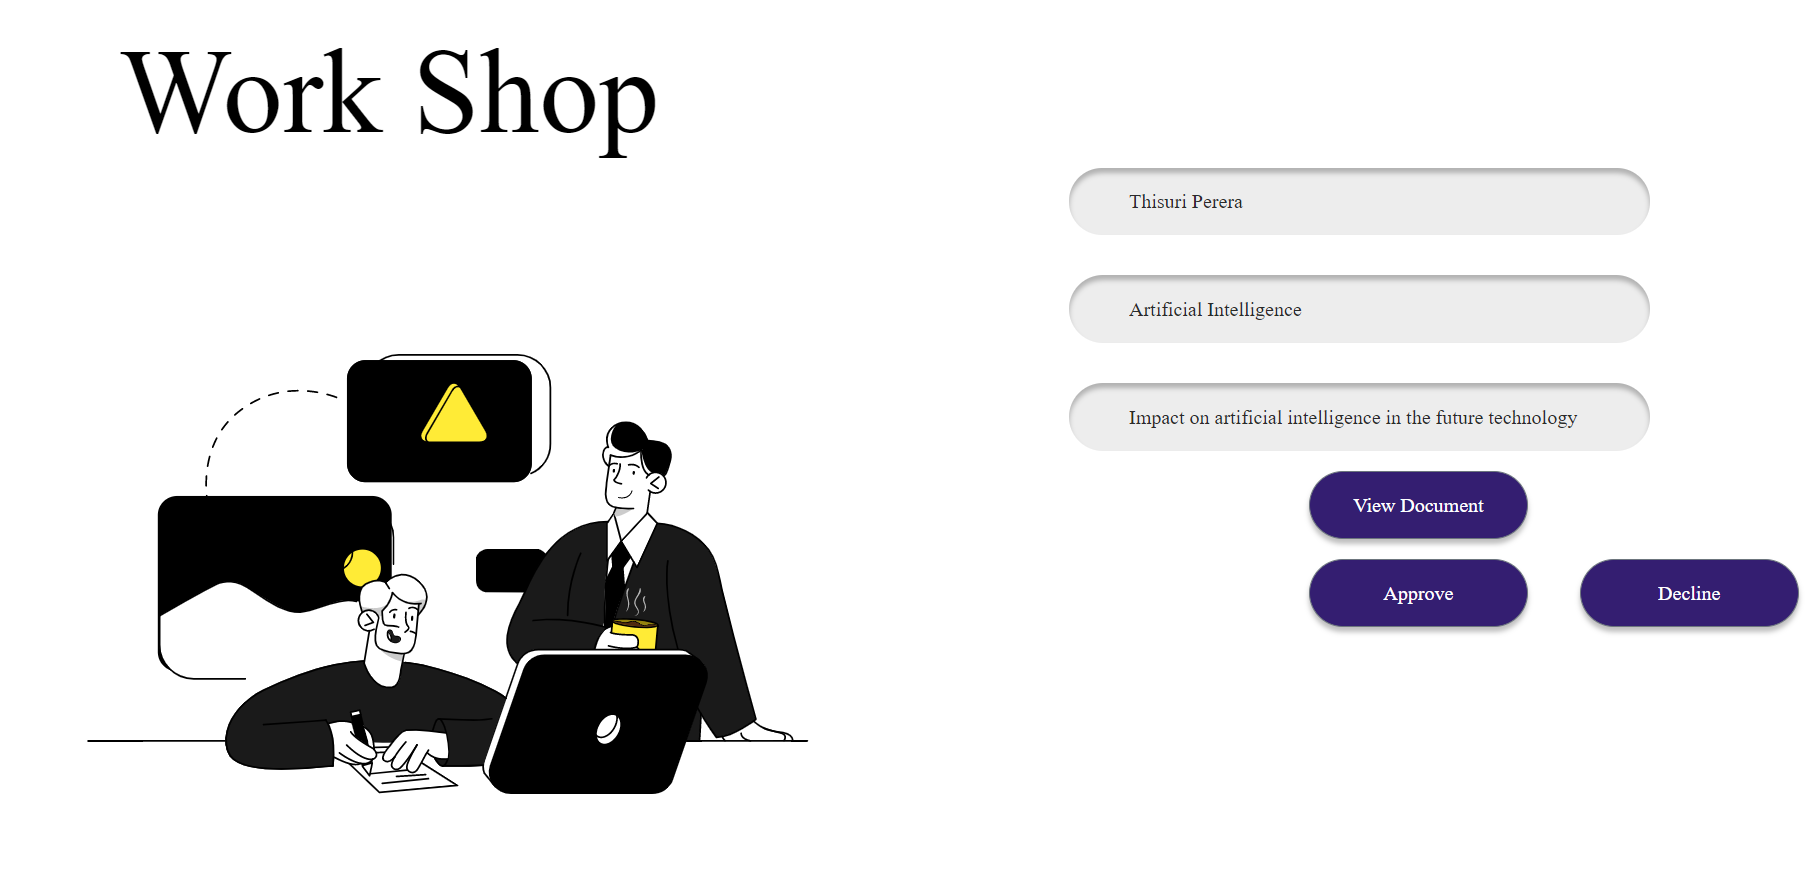 Work Shop
Thisuri Perera
Artificial Intelligence
Impact on artificial intelligence in the future technology
View Document
Approve
Decline